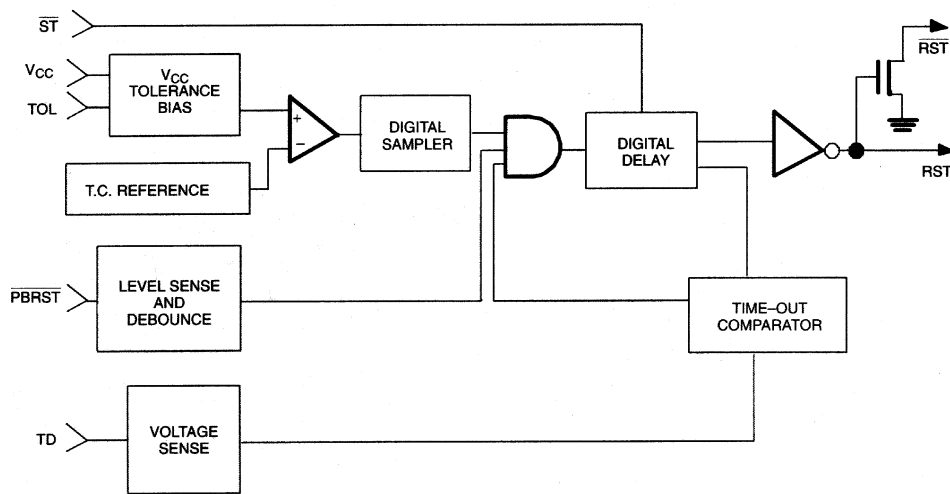 ST
VCC
TOL
VCC
TOLERANCE
BIAS
+
−
T.C. REFERENCE
DIGITAL
SAMPLER
DIGITAL
DELAY
RST
RST
PBRST
LEVEL SENSE
AND
DEBOUNCE
TIME–OUT
COMPARATOR
TD
VOLTAGE
SENSE